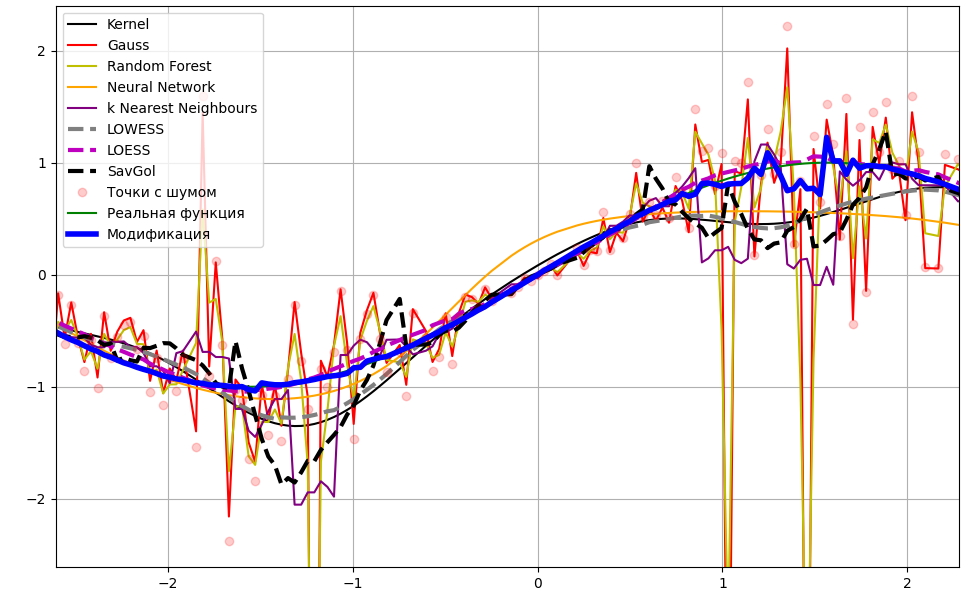 Kernel
Gauss
Random Forest
Neural Network
k Nearest Neighbours
LOWESS
LOESS
SavGol
Точки с шумом
Реальная функция
Модификация
2
1
0
−1
−2
−2
−1
0
1
2